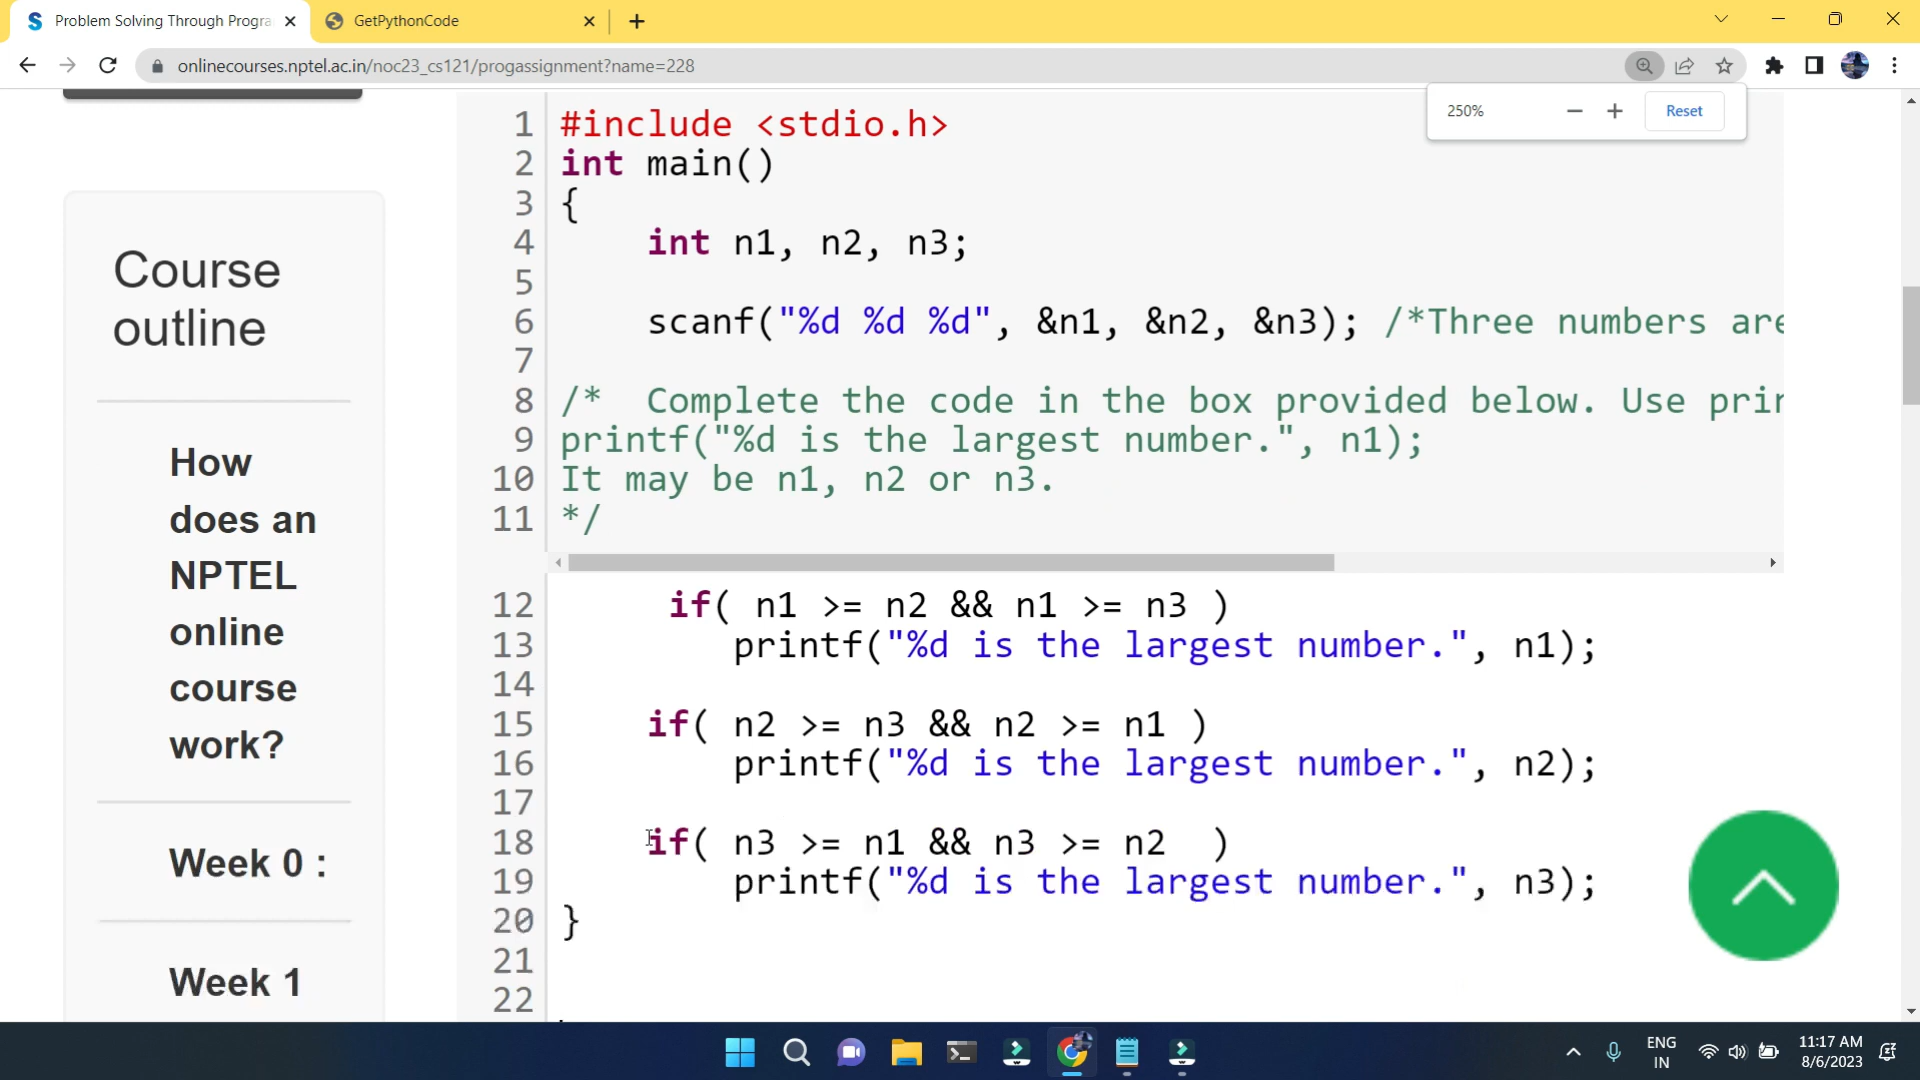 Problem Solving Through Progra
GetPythonCode
onlinecourses.nptel.ac.in/noc23_cs121/progassignment?name=228
250%
Reset
Course
outline
How
does an
NPTEL
online
course
work?
Week 0 :
Week 1
1 #include <stdio.h>
2 int main()
3 {
4 int n1, n2, n3;
5
6 scanf("%d %d %d", &n1, &n2, &n3); /*Three numbers are
7
8 /* Complete the code in the box provided below. Use prin
9 printf("%d is the largest number.", n1);
10 It may be n1, n2 or n3.
11 */
12 if( n1 >= n2 && n1 >= n3 )
13 printf("%d is the largest number.", n1);
14
15 if( n2 >= n3 && n2 >= n1 )
16 printf("%d is the largest number.", n2);
17
18 if( n3 >= n1 && n3 >= n2 )
19 printf("%d is the largest number.", n3);
20 }
21
22
ENG
IN
11:17 AM
8/6/2023